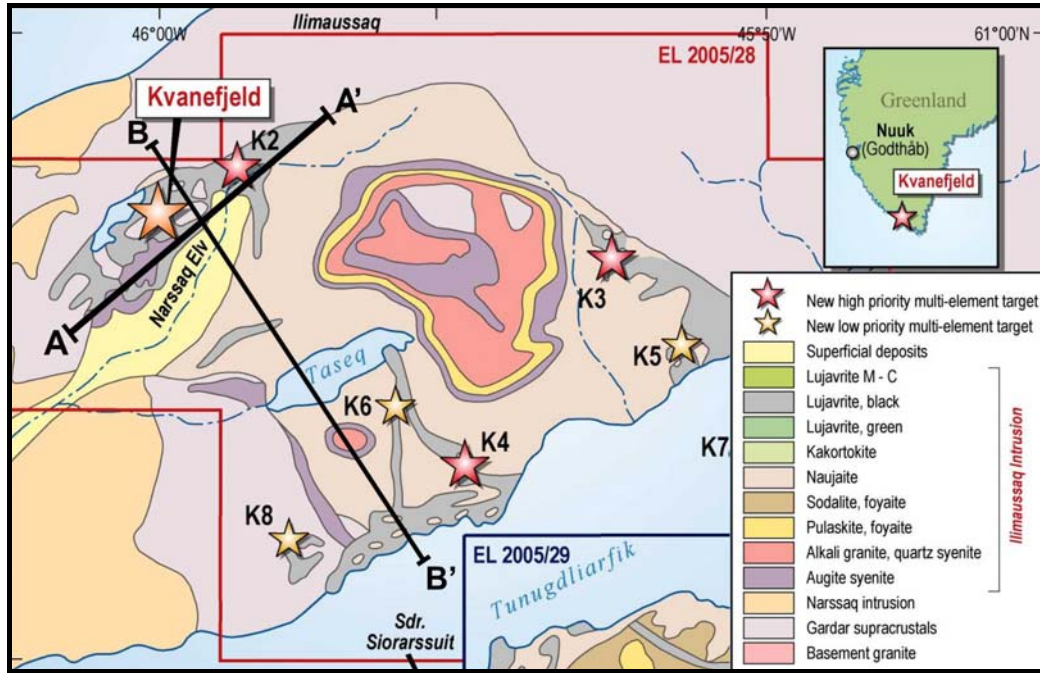 Ilimaussaq
46°00W
45°50W
61°00'N
EL 2005/28
Kvanefjeld
A'
B
K2
Greenland
Nuuk
(Godthåb)
Kvanefjeld
Narssaq Elv
K3
A
K5
Taseq
K6
K4
K7
K8
B'
EL 2005/29
Tunugdliarfik
Sdr.
Siorarssuit
New high priority multi-element target
New low priority multi-element target
Superficial deposits
Lujavrite M - C
Lujavrite, black
Lujavrite, green
Kakortokite
Naujaite
Sodalite, foyaite
Pulaskite, foyaite
Alkali granite, quartz syenite
Augite syenite
Narssaq intrusion
Gardar supracrustals
Basement granite
Ilimaussaq Intrusion